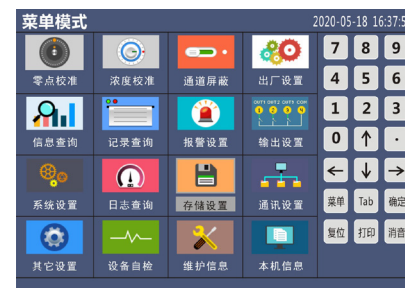 菜单模式 2020-05-18 16:37:5
零点校准 浓度校准 通道屏蔽 出厂设置 7 8 9
4 5 6
信息查询 记录查询 报警设置 OUT1 OUT2 OUT3 COM 输出设置 1 2 3
0 ↑ ·
系统设置 日志查询 存储设置 通讯设置 ← ↓ →
菜单 Tab 确定
其它设置 设备自检 维护信息 本机信息 复位 打印 消音